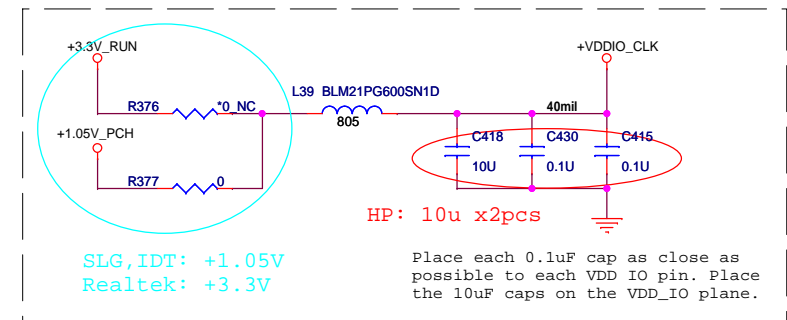 +3.3V_RUN
+VDDIO_CLK
L39 BLM21PG600SN1D
R376
*0_NC
805
40mil
+1.05V_PCH
C418
C430
C415
10U
0.1U
0.1U
R377
0
HP: 10u x2pcs
SLG,IDT: +1.05V
Realtek: +3.3V
Place each 0.1uF cap as close as
possible to each VDD IO pin. Place
the 10uF caps on the VDD_IO plane.